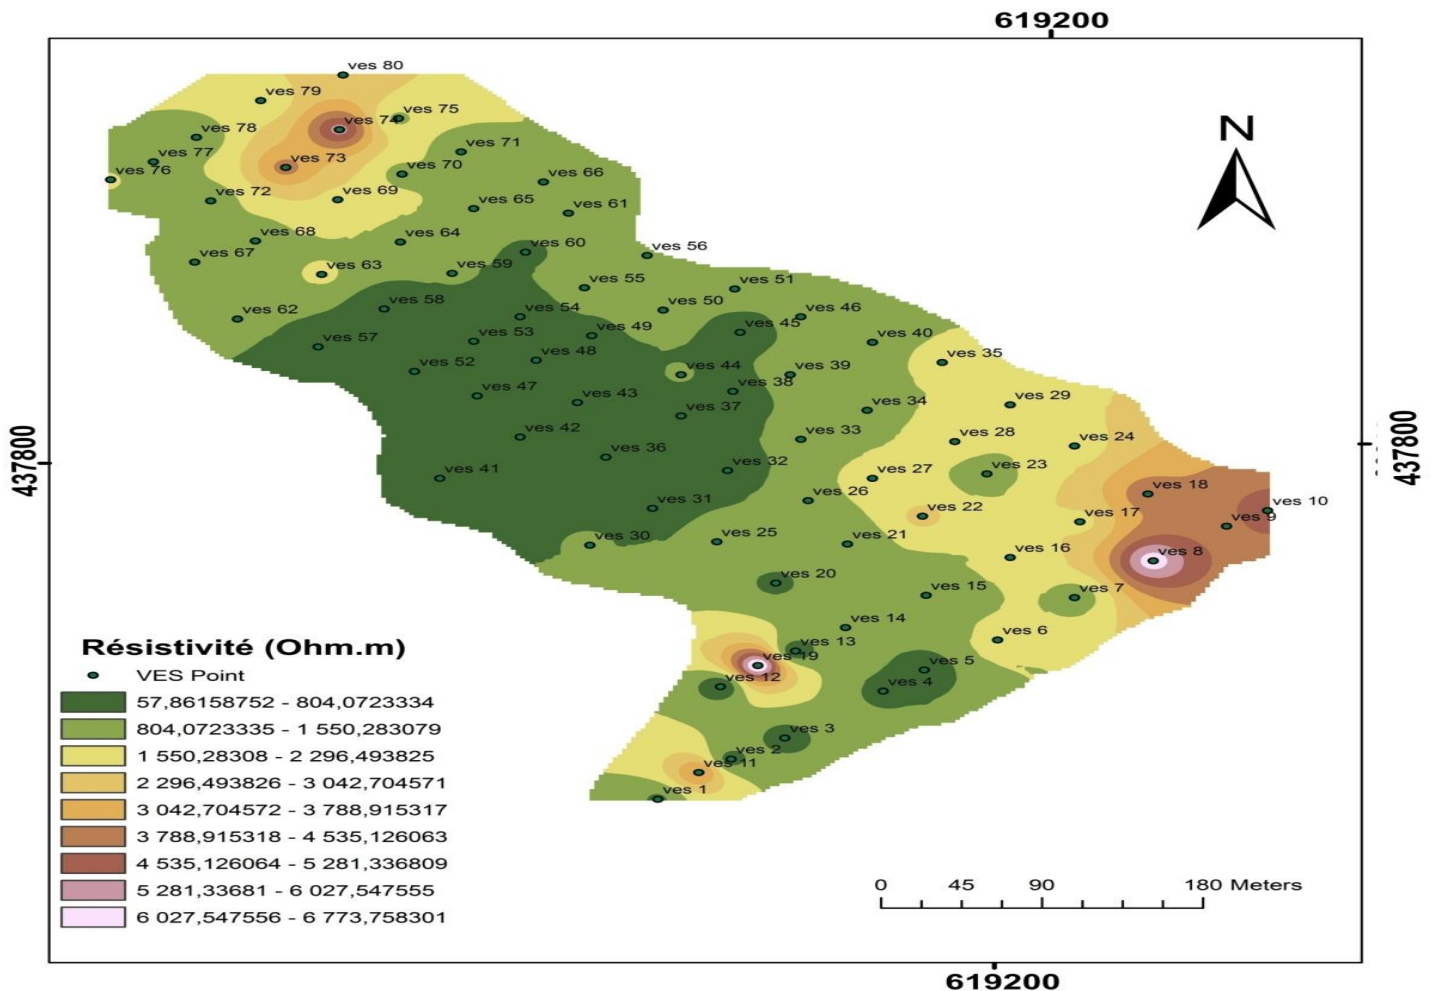 619200
ves 80
ves 79
ves 75
ves 74
ves 78
N
ves 71
ves 77
ves 73
ves 70
ves 76
ves 66
ves 72
ves 69
ves 65
ves 61
ves 68
ves 64
ves 60
ves 56
ves 67
ves 63
ves 59
ves 55
ves 51
ves 58
ves 50
ves 62
ves 54
ves 46
ves 49
ves 45
ves 53
ves 40
ves 57
ves 48
ves 35
ves 52
ves 44
ves 39
ves 38
ves 47
ves 43
ves 29
ves 37
ves 34
ves 42
ves 33
ves 28
ves 24
437800
437800
ves 36
ves 32
ves 23
ves 41
ves 27
ves 18
ves 31
ves 26
ves 10
ves 22
ves 17
ves 9
ves 30
ves 25
ves 21
ves 16
ves 8
ves 20
ves 15
ves 7
ves 14
ves 6
ves 13
ves 19
ves 5
ves 12
ves 4
ves 3
ves 2
ves 11
ves 1
Résistivité (Ohm.m)
VES Point
57,86158752 - 804,0723334
804,0723335 - 1 550,283079
1 550,28308 - 2 296,493825
2 296,493826 - 3 042,704571
3 042,704572 - 3 788,915317
3 788,915318 - 4 535,126063
4 535,126064 - 5 281,336809
5 281,33681 - 6 027,547555
6 027,547556 - 6 773,758301
0 45 90 180 Meters
619200